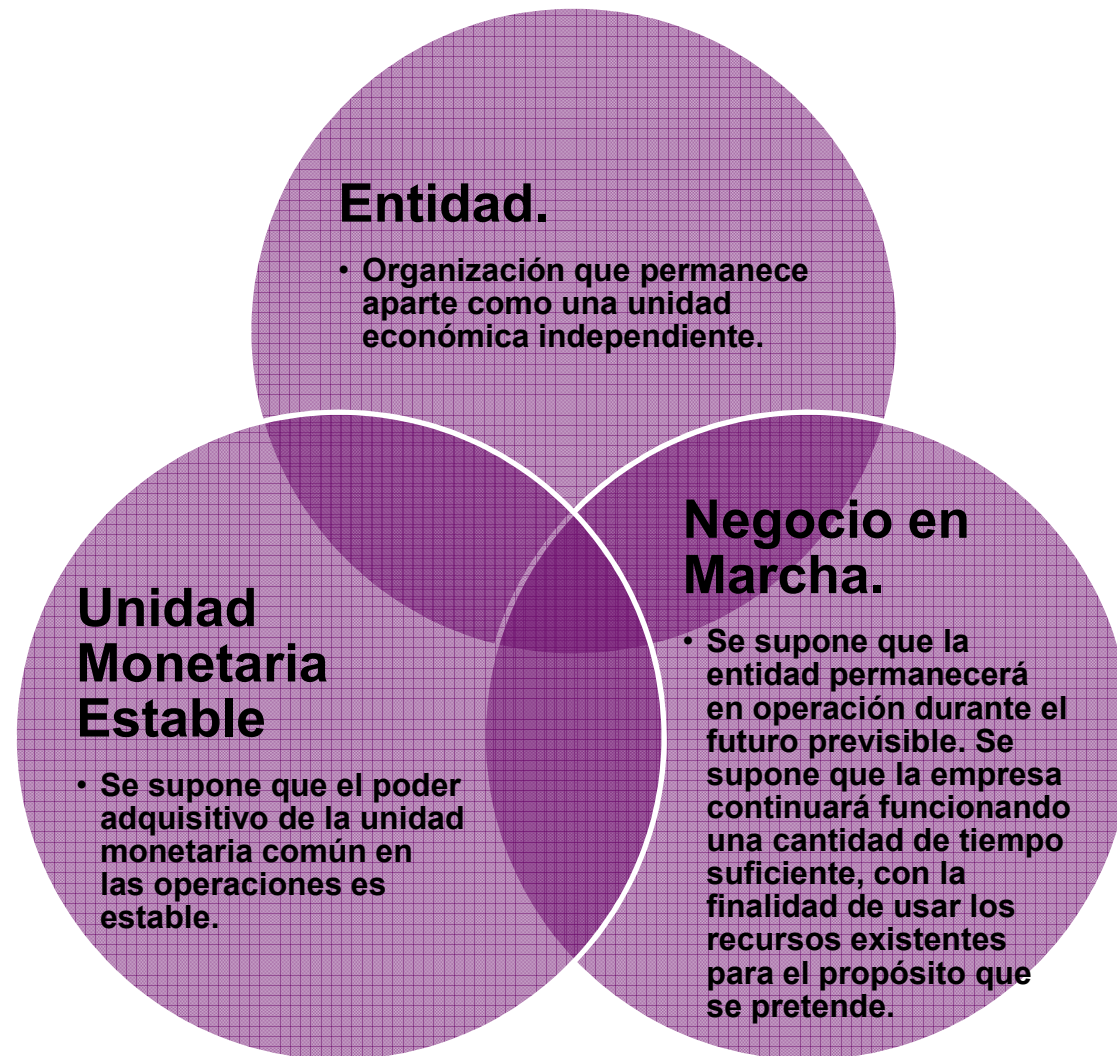 Entidad.
• Organización que permanece
aparte como una unidad
económica independiente.
Unidad
Monetaria
Estable
• Se supone que el poder
adquisitivo de la unidad
monetaria común en
las operaciones es
estable.
Negocio en
Marcha.
• Se supone que la
entidad permanecerá
en operación durante el
futuro previsible. Se
supone que la empresa
continuará funcionando
una cantidad de tiempo
suficiente, con la
finalidad de usar los
recursos existentes
para el propósito que
se pretende.